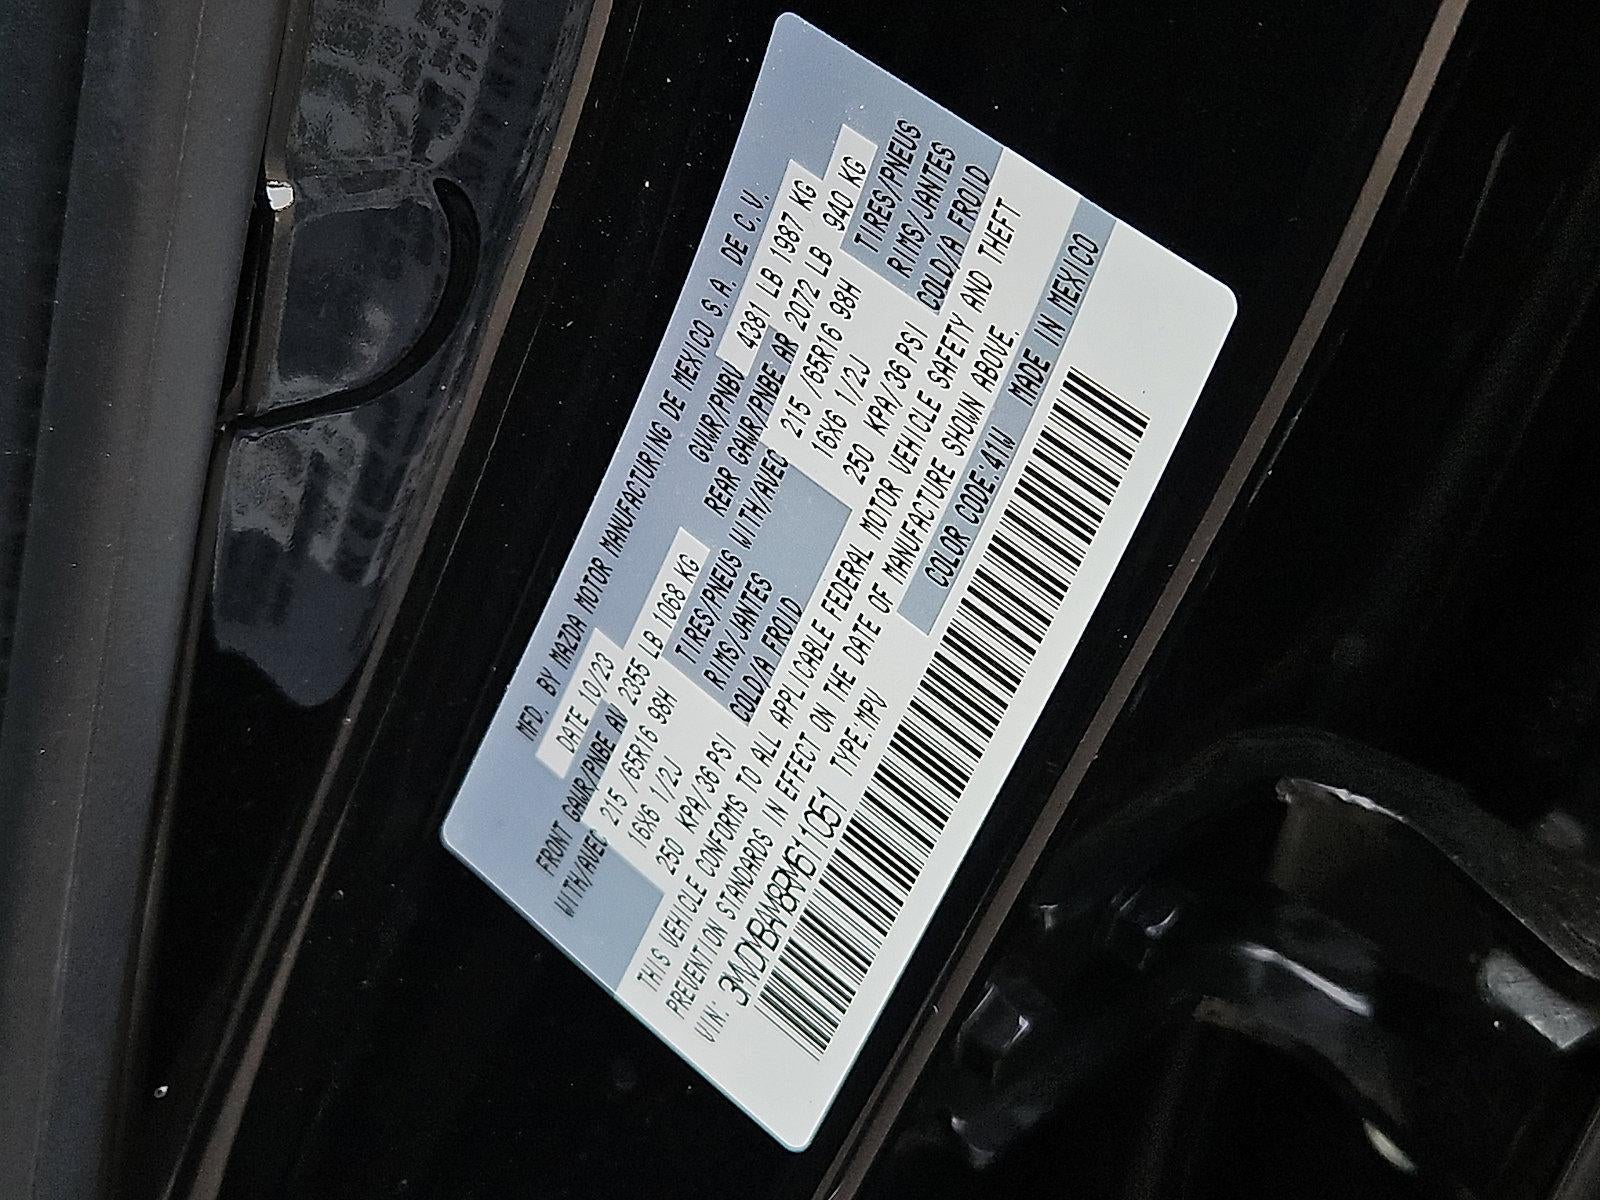 MFD. BY MAZDA MOTOR MANUFACTURING DE MEXICO S.A. DE C.V.
DATE 10/23 GVWR/PNBV 4381 LB 1987 KG
FRONT GAWR/PNBE AV 2355 LB 1068 KG REAR GAWR/PNBE AR 2072 LB 940 KG
WITH/AVEC 215 /65R16 98H TIRES/PNEUS WITH/AVEC 215 /65R16 98H TIRES/PNEUS
16X6 1/2J RIMS/JANTES 16X6 1/2J RIMS/JANTES
250 KPA/36 PSI COLD/A FROID 250 KPA/36 PSI COLD/A FROID
THIS VEHICLE CONFORMS TO ALL APPLICABLE FEDERAL MOTOR VEHICLE SAFETY AND THEFT
PREVENTION STANDARDS IN EFFECT ON THE DATE OF MANUFACTURE SHOWN ABOVE.
VIN: 3MVDMBAM8RM611051 TYPE:MPV COLOR CODE:41W MADE IN MEXICO